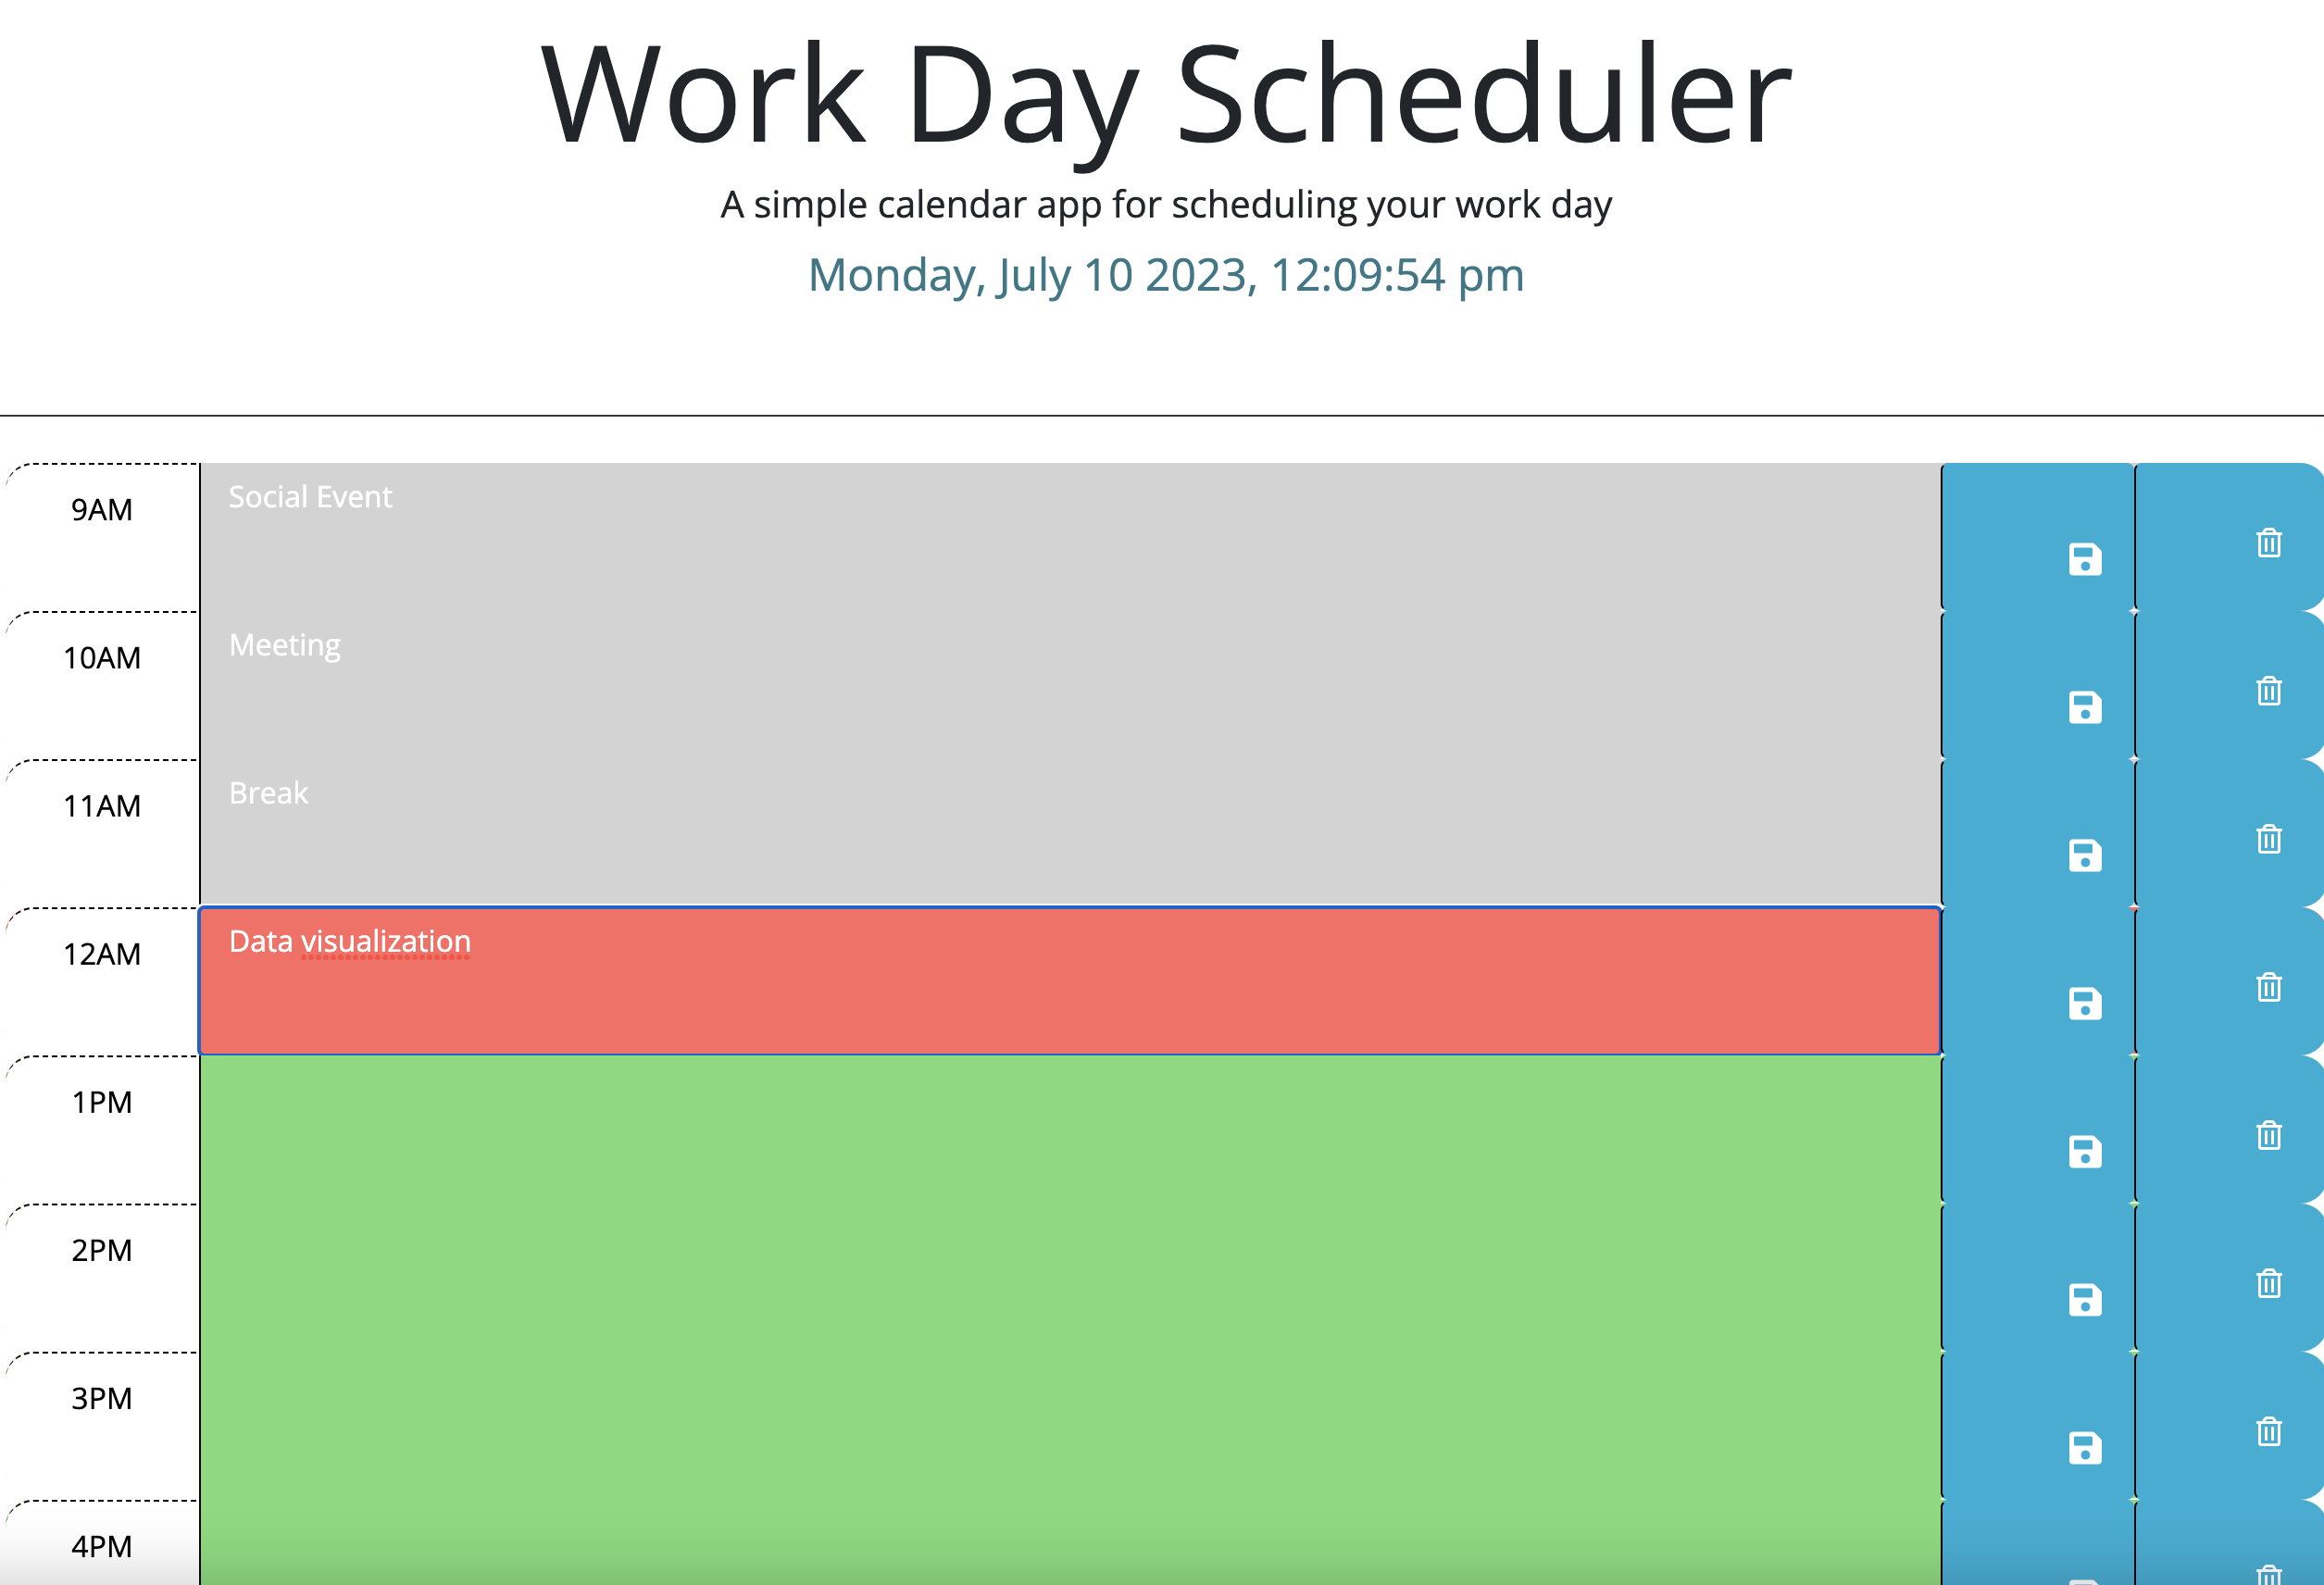 Work Day Scheduler
A simple calendar app for scheduling your work day
Monday, July 10 2023, 12:09:54 pm
9AM Social Event
10AM Meeting
11AM Break
12AM Data visualization
1PM
2PM
3PM
4PM